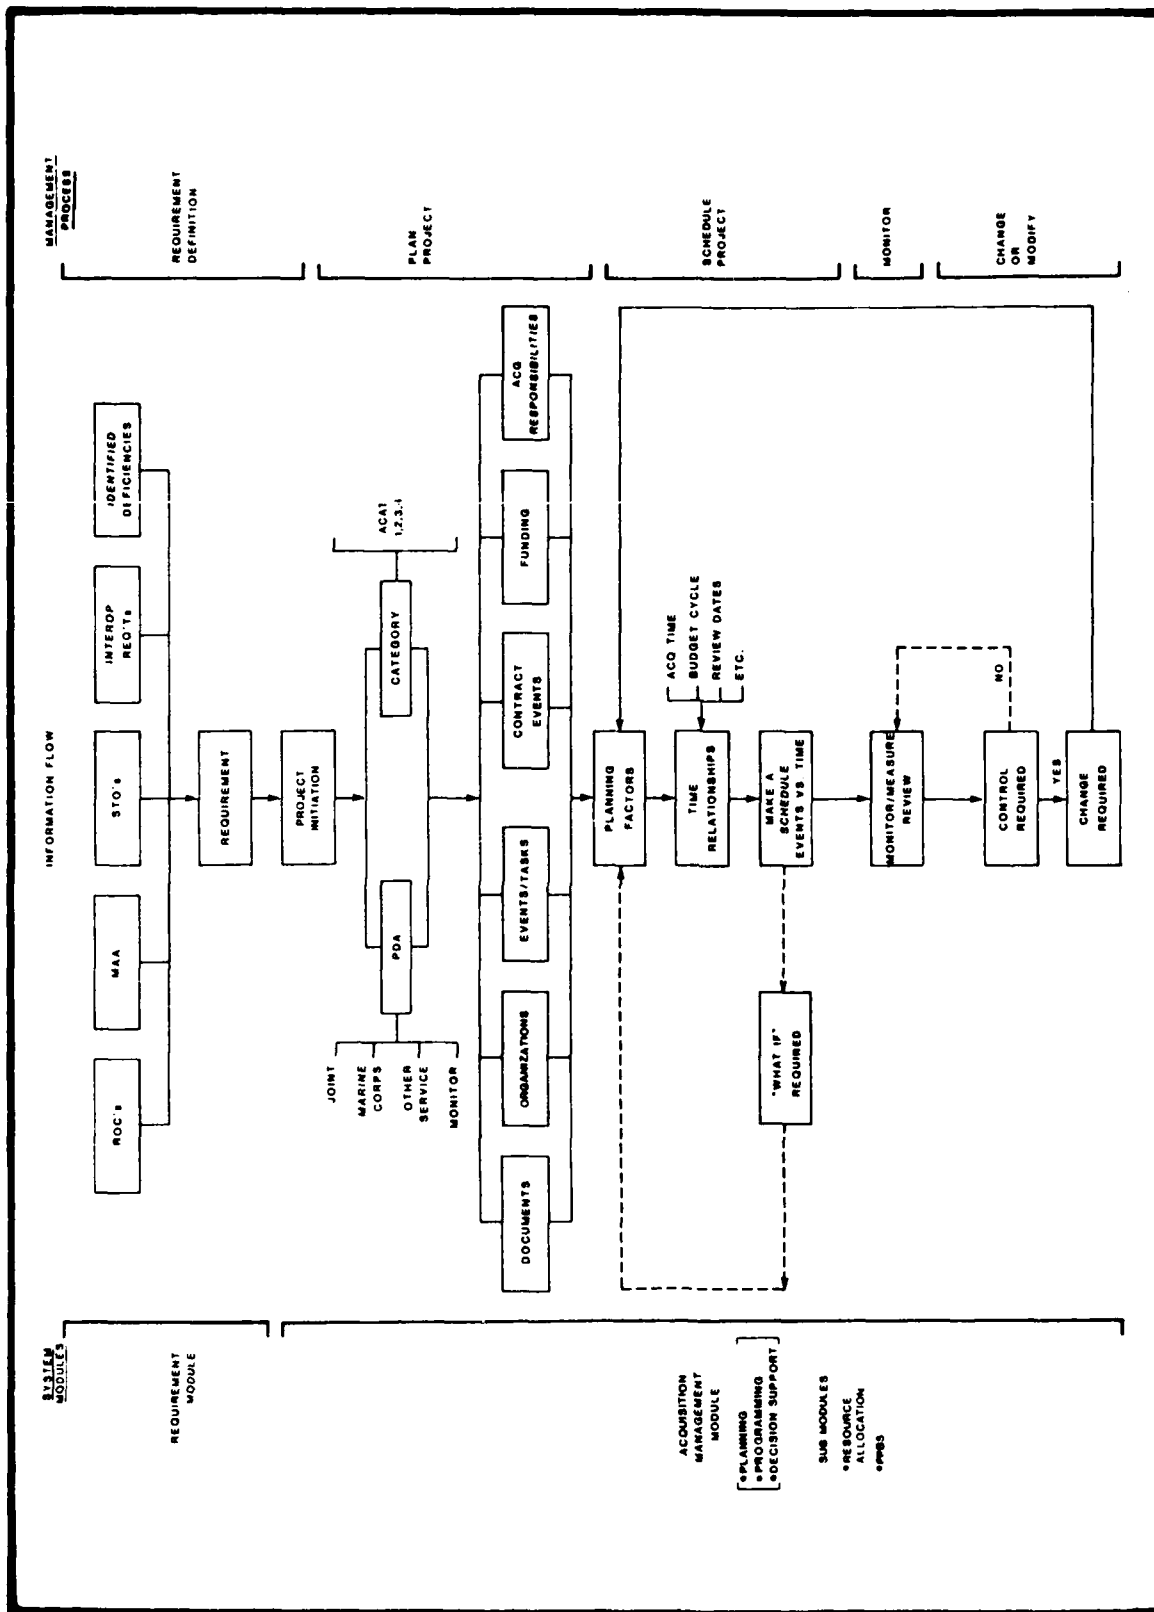 SYSTEM
MODULES
INFORMATION FLOW
MANAGEMENT
PROCESS
REQUIREMENT
MODULE
ROC's
MAA
STO's
INTEROP
REQ'Ts
IDENTIFIED
DEFICIENCIES
REQUIREMENT
DEFINITION
REQUIREMENT
PROJECT
INITIATION
JOINT
MARINE
CORPS
OTHER
SERVICE
MONITOR
PDA
CATEGORY
ACAT
1,2,3,4
PLAN
PROJECT
DOCUMENTS
ORGANIZATIONS
EVENTS/TASKS
CONTRACT
EVENTS
FUNDING
ACQ
RESPONSIBILITIES
PLANNING
FACTORS
ACQUISITION
MANAGEMENT
MODULE
•PLANNING
•PROGRAMMING
•DECISION SUPPORT
SUB MODULES
•RESOURCE
ALLOCATION
•PPBS
TIME
RELATIONSHIPS
ACQ TIME
BUDGET CYCLE
REVIEW DATES
ETC.
SCHEDULE
PROJECT
"WHAT IF"
REQUIRED
MAKE A
SCHEDULE
EVENTS VS TIME
MONITOR/MEASURE
REVIEW
MONITOR
CONTROL
REQUIRED
NO
YES
CHANGE
REQUIRED
CHANGE
OR
MODIFY